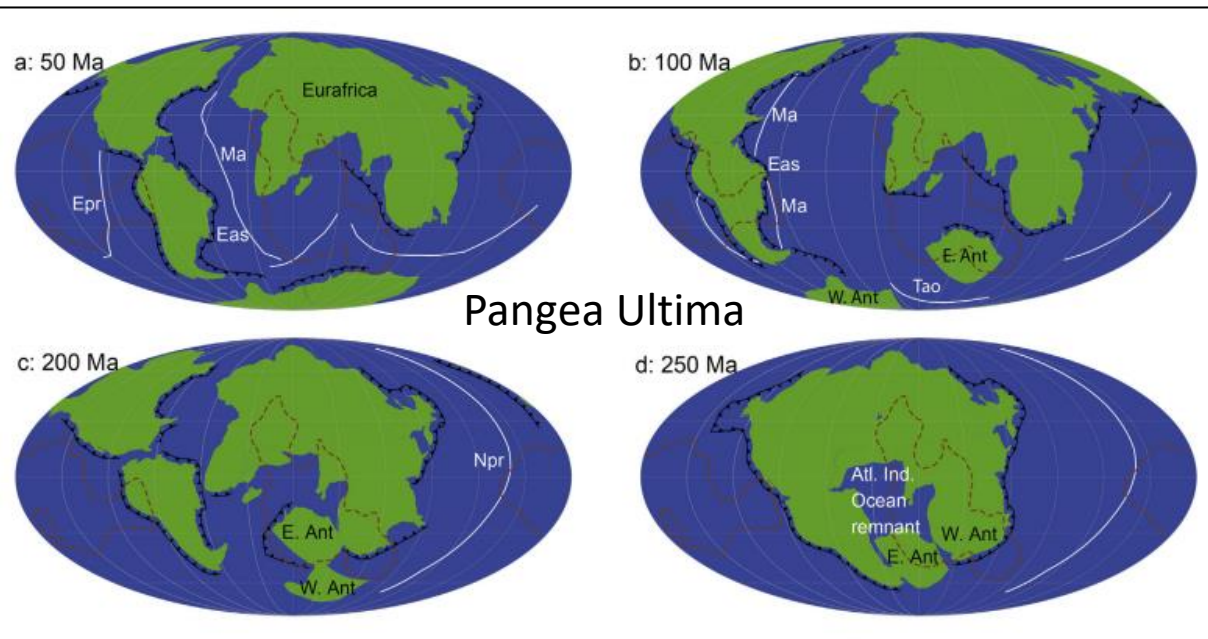 a: 50 Ma
Eurafrica
Ma
Epr
Eas
b: 100 Ma
Ma
Eas
Ma
E. Ant
Tao
W. Ant
Pangea Ultima
c: 200 Ma
Npr
E. Ant
W. Ant
d: 250 Ma
Atl. Ind.
Ocean
remnant
W. Ant
E. Ant